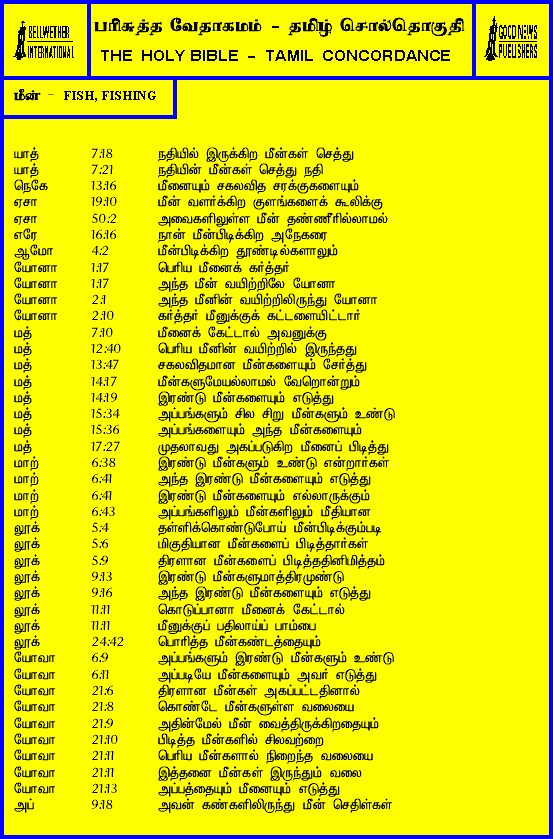 BELLWETHER
INTERNATIONAL
பரிசுத்த வேதாகமம் - தமிழ் சொல்தொகுதி
THE HOLY BIBLE - TAMIL CONCORDANCE
GOOD NEWS
PUBLISHERS
மீன் - FISH, FISHING
யாத் 7:18 நதியில் இருக்கிற மீன்கள் செத்து
யாத் 7:21 நதியின் மீன்கள் செத்து நதி
நெகே 13:16 மீனையும் சகலவித சரக்குகளையும்
ஏசா 19:10 மீன் வளர்க்கிற குளங்களைக் கூலிக்கு
ஏசா 50:2 அவைகளிலுள்ள மீன் தண்ணீரில்லாமல்
எரே 16:16 நான் மீன்பிடிக்கிற அநேகரை
ஆமோ 4:2 மீன்பிடிக்கிற தூண்டில்களாலும்
யோனா 1:17 பெரிய மீனைக் கர்த்தர்
யோனா 1:17 அந்த மீன் வயிற்றிலே யோனா
யோனா 2:1 அந்த மீனின் வயிற்றிலிருந்து யோனா
யோனா 2:10 கர்த்தர் மீனுக்குக் கட்டளையிட்டார்
மத் 7:10 மீனைக் கேட்டால் அவனுக்கு
மத் 12:40 பெரிய மீனின் வயிற்றில் இருந்தது
மத் 13:47 சகலவிதமான மீன்களையும் சேர்த்து
மத் 14:17 மீன்களுமேயல்லாமல் வேறொன்றும்
மத் 14:19 இரண்டு மீன்களையும் எடுத்து
மத் 15:34 அப்பங்களும் சில சிறு மீன்களும் உண்டு
மத் 15:36 அப்பங்களையும் அந்த மீன்களையும்
மத் 17:27 முதலாவது அகப்படுகிற மீனைப் பிடித்து
மாற் 6:38 இரண்டு மீன்களும் உண்டு என்றார்கள்
மாற் 6:41 அந்த இரண்டு மீன்களையும் எடுத்து
மாற் 6:41 இரண்டு மீன்களையும் எல்லாருக்கும்
மாற் 6:43 அப்பங்களிலும் மீன்களிலும் மீதியான
லூக் 5:4 தள்ளிக்கொண்டுபோய் மீன்பிடிக்கும்படி
லூக் 5:6 மிகுதியான மீன்களைப் பிடித்தார்கள்
லூக் 5:9 திரளான மீன்களைப் பிடித்ததினிமித்தம்
லூக் 9:13 இரண்டு மீன்களுமாத்திரமுண்டு
லூக் 9:16 அந்த இரண்டு மீன்களையும் எடுத்து
லூக் 11:11 கொடுப்பானா மீனைக் கேட்டால்
லூக் 11:11 மீனுக்குப் பதிலாய்ப் பாம்பை
லூக் 24:42 பொரித்த மீன்கண்டத்தையும்
யோவா 6:9 அப்பங்களும் இரண்டு மீன்களும் உண்டு
யோவா 6:11 அப்படியே மீன்களையும் அவர் எடுத்து
யோவா 21:6 திரளான மீன்கள் அகப்பட்டதினால்
யோவா 21:8 கொண்டே மீன்களுள்ள வலையை
யோவா 21:9 அதின்மேல் மீன் வைத்திருக்கிறதையும்
யோவா 21:10 பிடித்த மீன்களில் சிலவற்றை
யோவா 21:11 பெரிய மீன்களால் நிறைந்த வலையை
யோவா 21:11 இத்தனை மீன்கள் இருந்தும் வலை
யோவா 21:13 அப்பத்தையும் மீனையும் எடுத்து
அப் 9:18 அவன் கண்களிலிருந்து மீன் செதிள்கள்